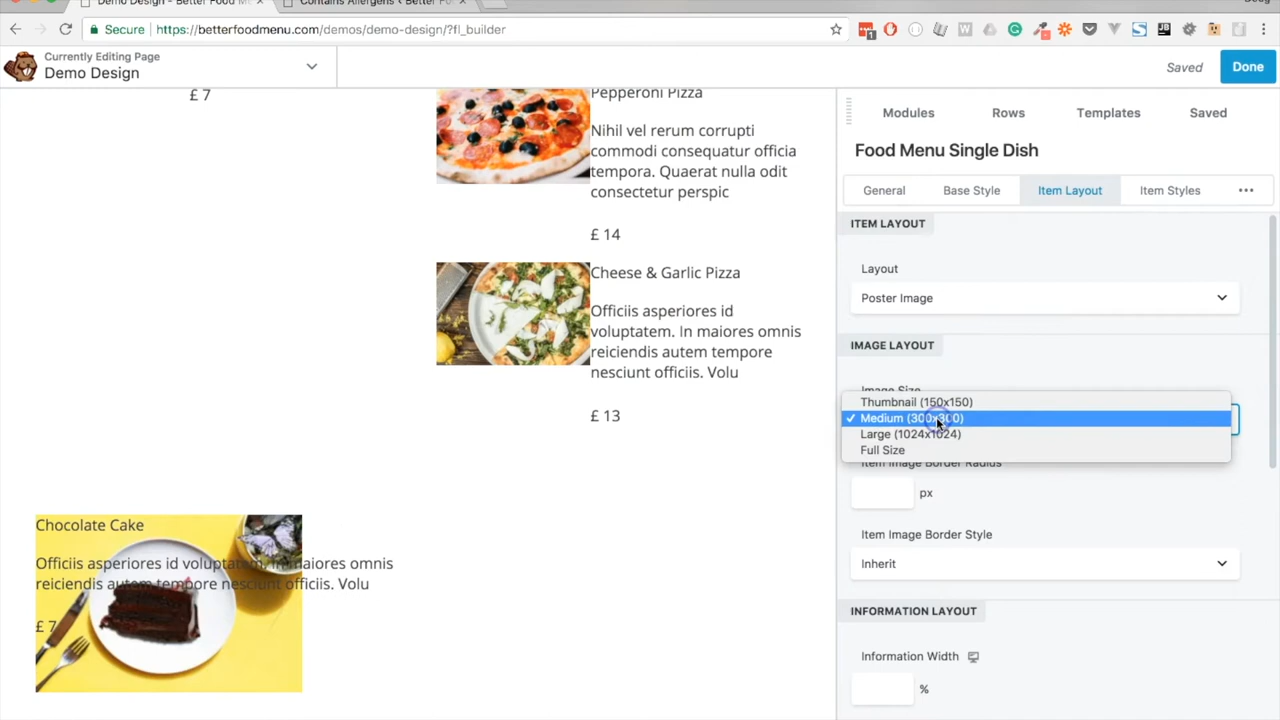 Demo Design - Better Food M
Contains Allergens ‹ Better Fo
Secure
https://betterfoodmenu.com/demos/demo-design/?fl_builder
1
Currently Editing Page
Demo Design
Saved
Done
£ 7
Pepperoni Pizza
Nihil vel rerum corrupti
commodi consequatur officia
tempora. Quaerat nulla odit
consectetur perspic
£ 14
Cheese & Garlic Pizza
Officiis asperiores id
voluptatem. In maiores omnis
reiciendis autem tempore
nesciunt officiis. Volu
£ 13
Chocolate Cake
Officiis asperiores id voluptatem. In maiores omnis
reiciendis autem tempore nesciunt officiis. Volu
£ 7
Modules
Rows
Templates
Saved
Food Menu Single Dish
General
Base Style
Item Layout
Item Styles
ITEM LAYOUT
Layout
Poster Image
IMAGE LAYOUT
Image Size
Thumbnail (150x150)
✓ Medium (300x300)
Large (1024x1024)
Full Size
Item Image Border Radius
px
Item Image Border Style
Inherit
INFORMATION LAYOUT
Information Width
%